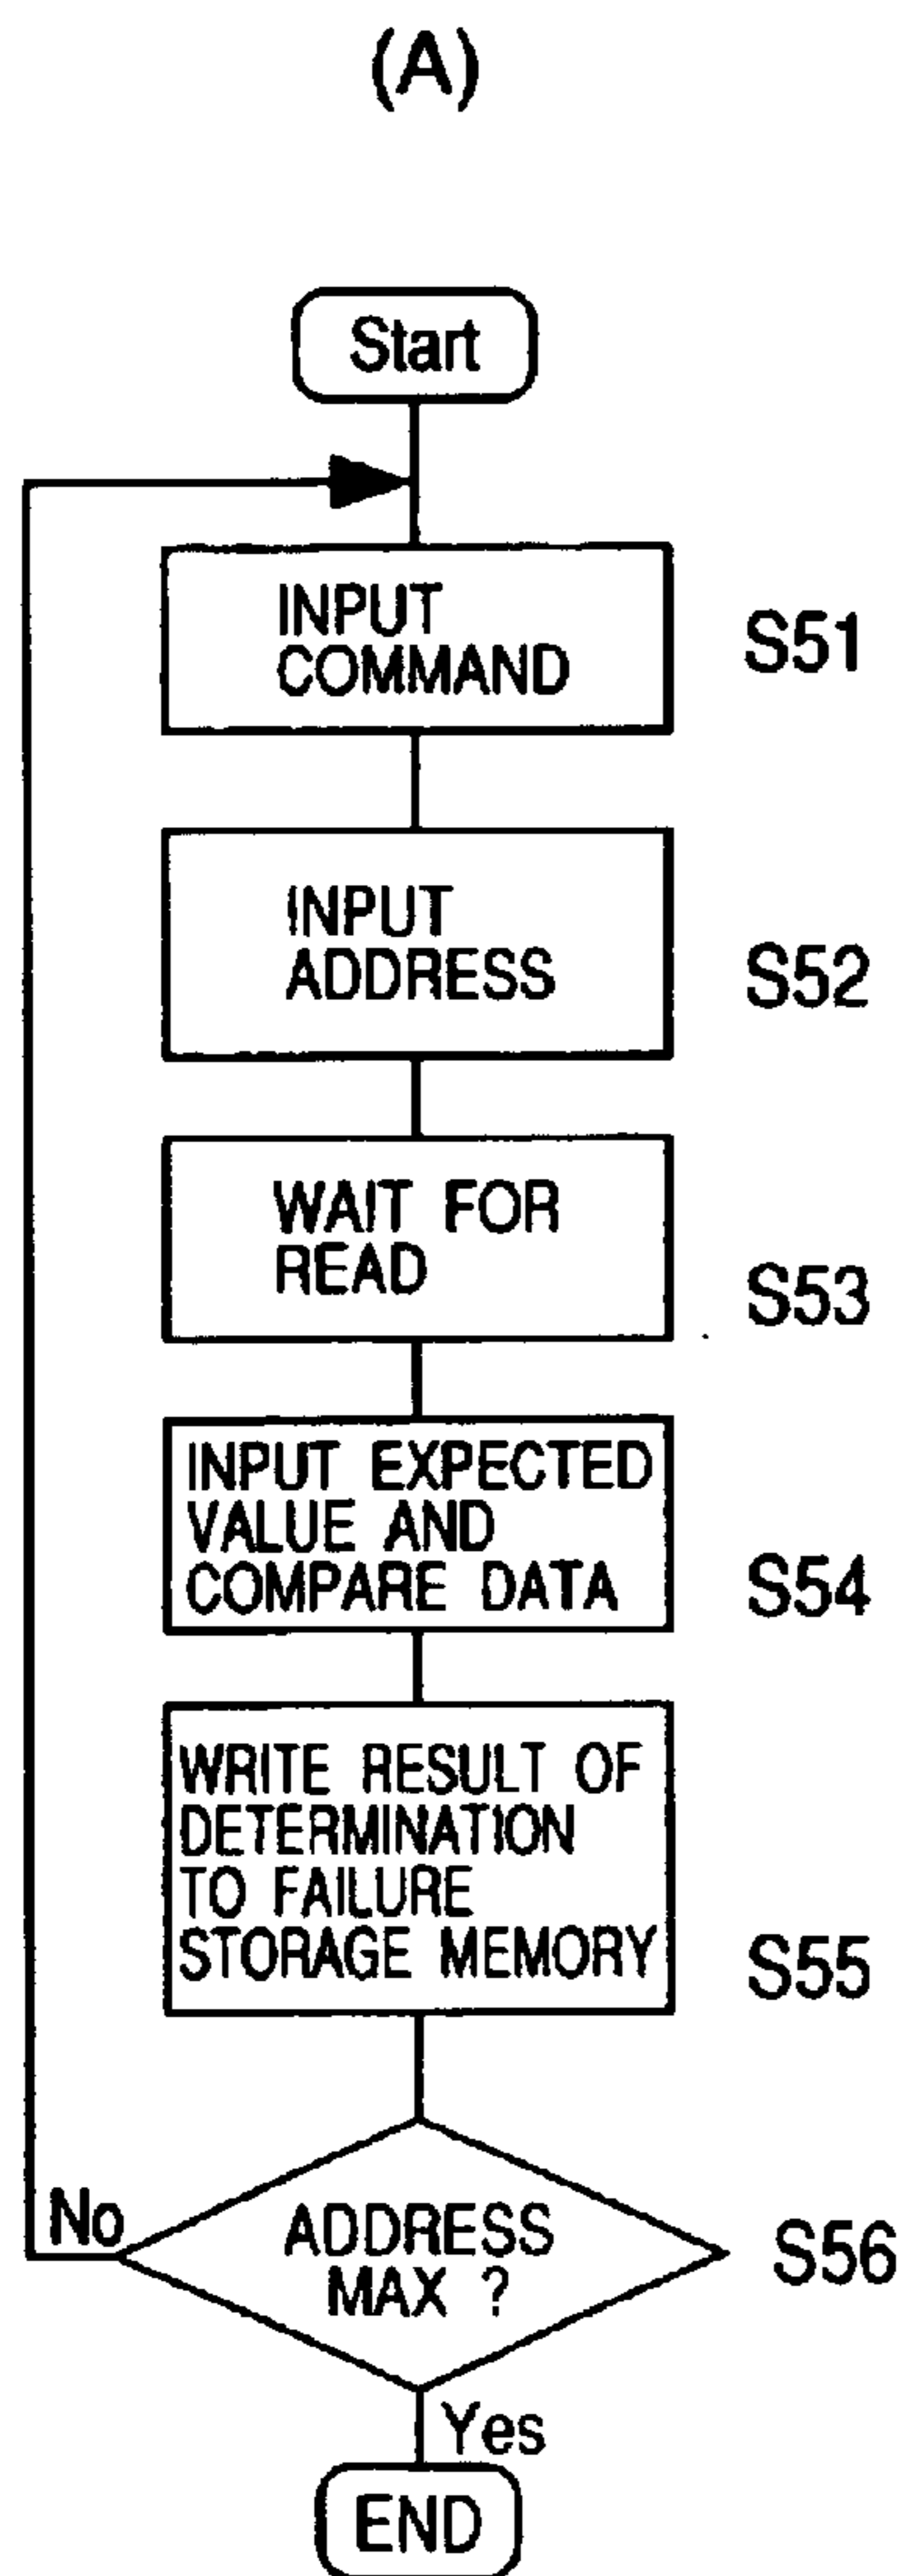 (A)
Start
INPUT
COMMAND
S51
INPUT
ADDRESS
S52
WAIT FOR
READ
S53
INPUT EXPECTED
VALUE AND
COMPARE DATA
S54
WRITE RESULT OF
DETERMINATION
TO FAILURE
STORAGE MEMORY
S55
ADDRESS
MAX ?
S56
No
Yes
END